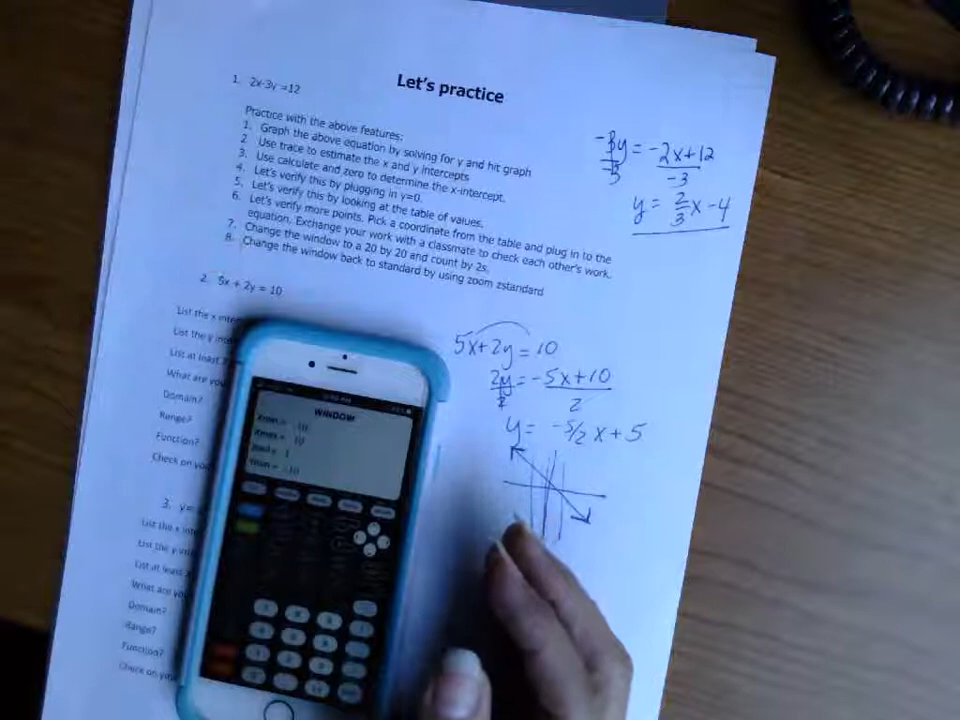 Let's practice
1. 2x-3y =12
Practice with the above features:
1. Graph the above equation by solving for y and hit graph
2 Use trace to estimate the x and y intercepts
3. Use calculate and zero to determine the x-intercept.
4. Let's verify this by plugging in y=0.
5. Let's verify this by looking at the table of values.
6. Let's verify more points. Pick a coordinate from the table and plug in to the
equation. Exchange your work with a classmate to check each other's work.
7. Change the window to a 20 by 20 and count by 2s.
8. Change the window back to standard by using zoom zstandard
-3y = -2x+12
-3 -3
y = 2/3 x - 4
2. 5x + 2y = 10
List the x
List the y
List at least
What are you
Domain?
Range?
Function?
Check on
5x+2y = 10
2y = -5x+10
2 2
y = -5/2 x + 5
WINDOW
3. y=
List the x
List the
List at least
What are
Domain?
Range?
Function?
Check on